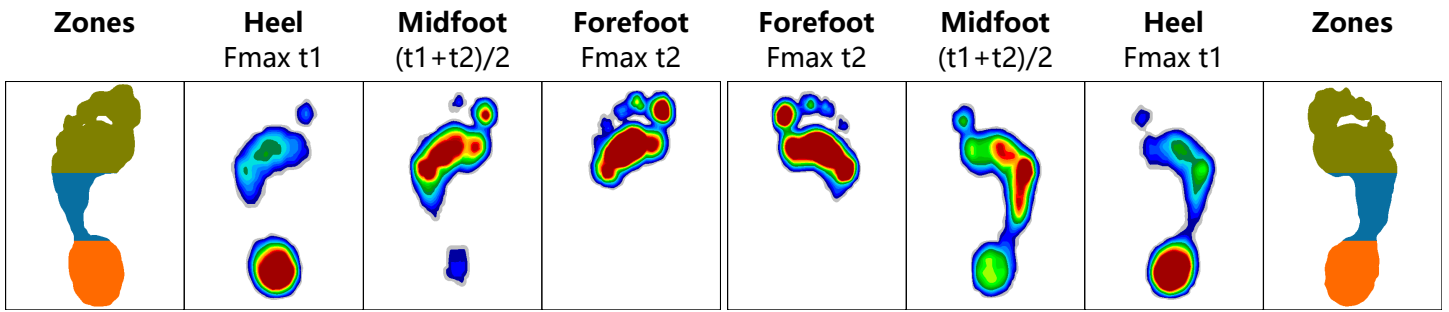 Zones Heel Midfoot Forefoot Forefoot Midfoot Heel Zones
Fmax t1 (t1+t2)/2 Fmax t2 Fmax t2 (t1+t2)/2 Fmax t1